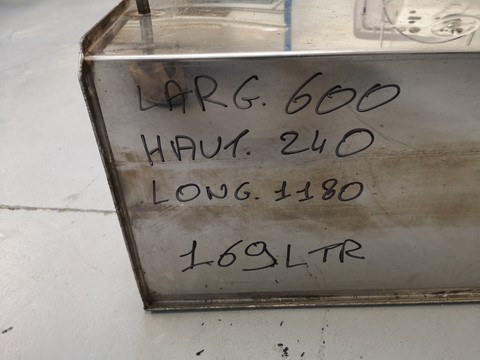 LARG. 600
HAUT. 240
LONG. 1180
169 LTR